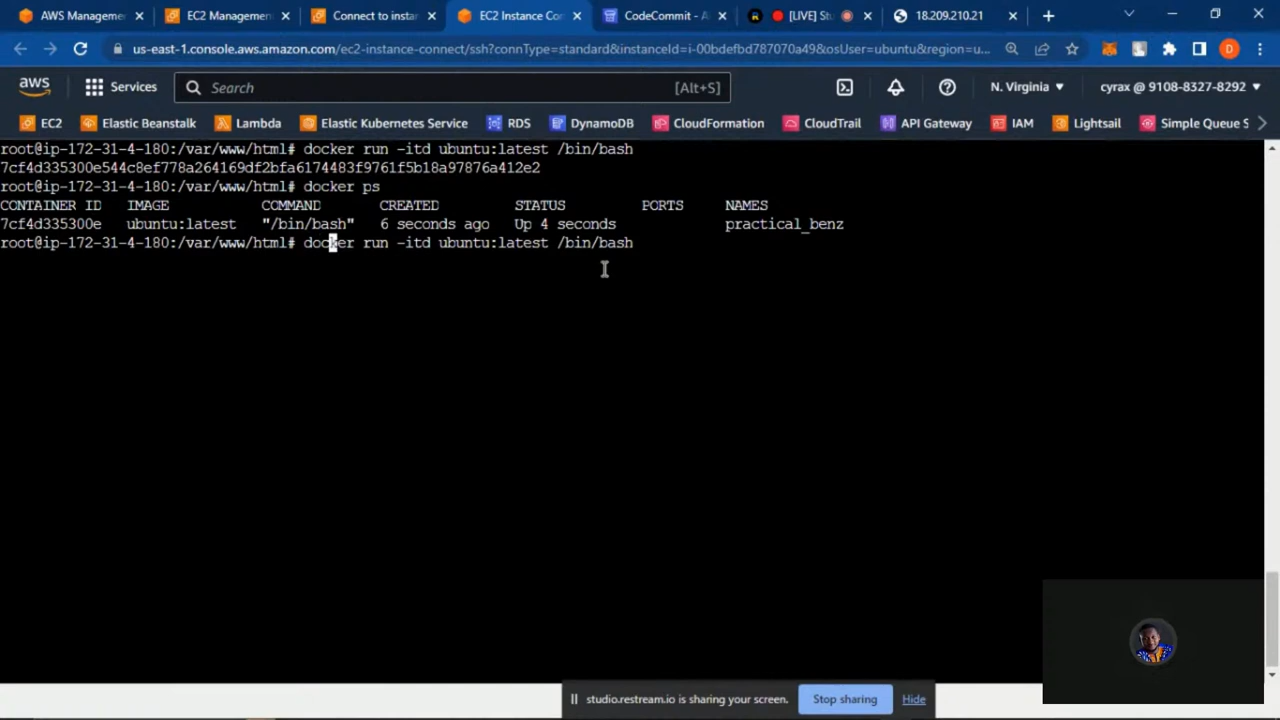 AWS Manageme
EC2 Managemen
Connect to instan
EC2 Instance Con
CodeCommit - A
[LIVE] Stu
18.209.210.21
us-east-1.console.aws.amazon.com/ec2-instance-connect/ssh?connType=standard&instanceId=i-00bdefbd787070a49&osUser=ubuntu&region=u...
D
aws
Services
Search
[Alt+S]
N. Virginia
cyrax @ 9108-8327-8292
EC2
Elastic Beanstalk
Lambda
Elastic Kubernetes Service
RDS
DynamoDB
CloudFormation
CloudTrail
API Gateway
IAM
Lightsail
Simple Queue S
root@ip-172-31-4-180:/var/www/html# docker run -itd ubuntu:latest /bin/bash
7cf4d335300e544c8ef778a264169df2bfa6174483f9761f5b18a97876a412e2
root@ip-172-31-4-180:/var/www/html# docker ps
CONTAINER ID IMAGE COMMAND CREATED STATUS PORTS NAMES
7cf4d335300e ubuntu:latest "/bin/bash" 6 seconds ago Up 4 seconds practical_benz
root@ip-172-31-4-180:/var/www/html# docker run -itd ubuntu:latest /bin/bash
studio.restream.io is sharing your screen.
Stop sharing
Hide